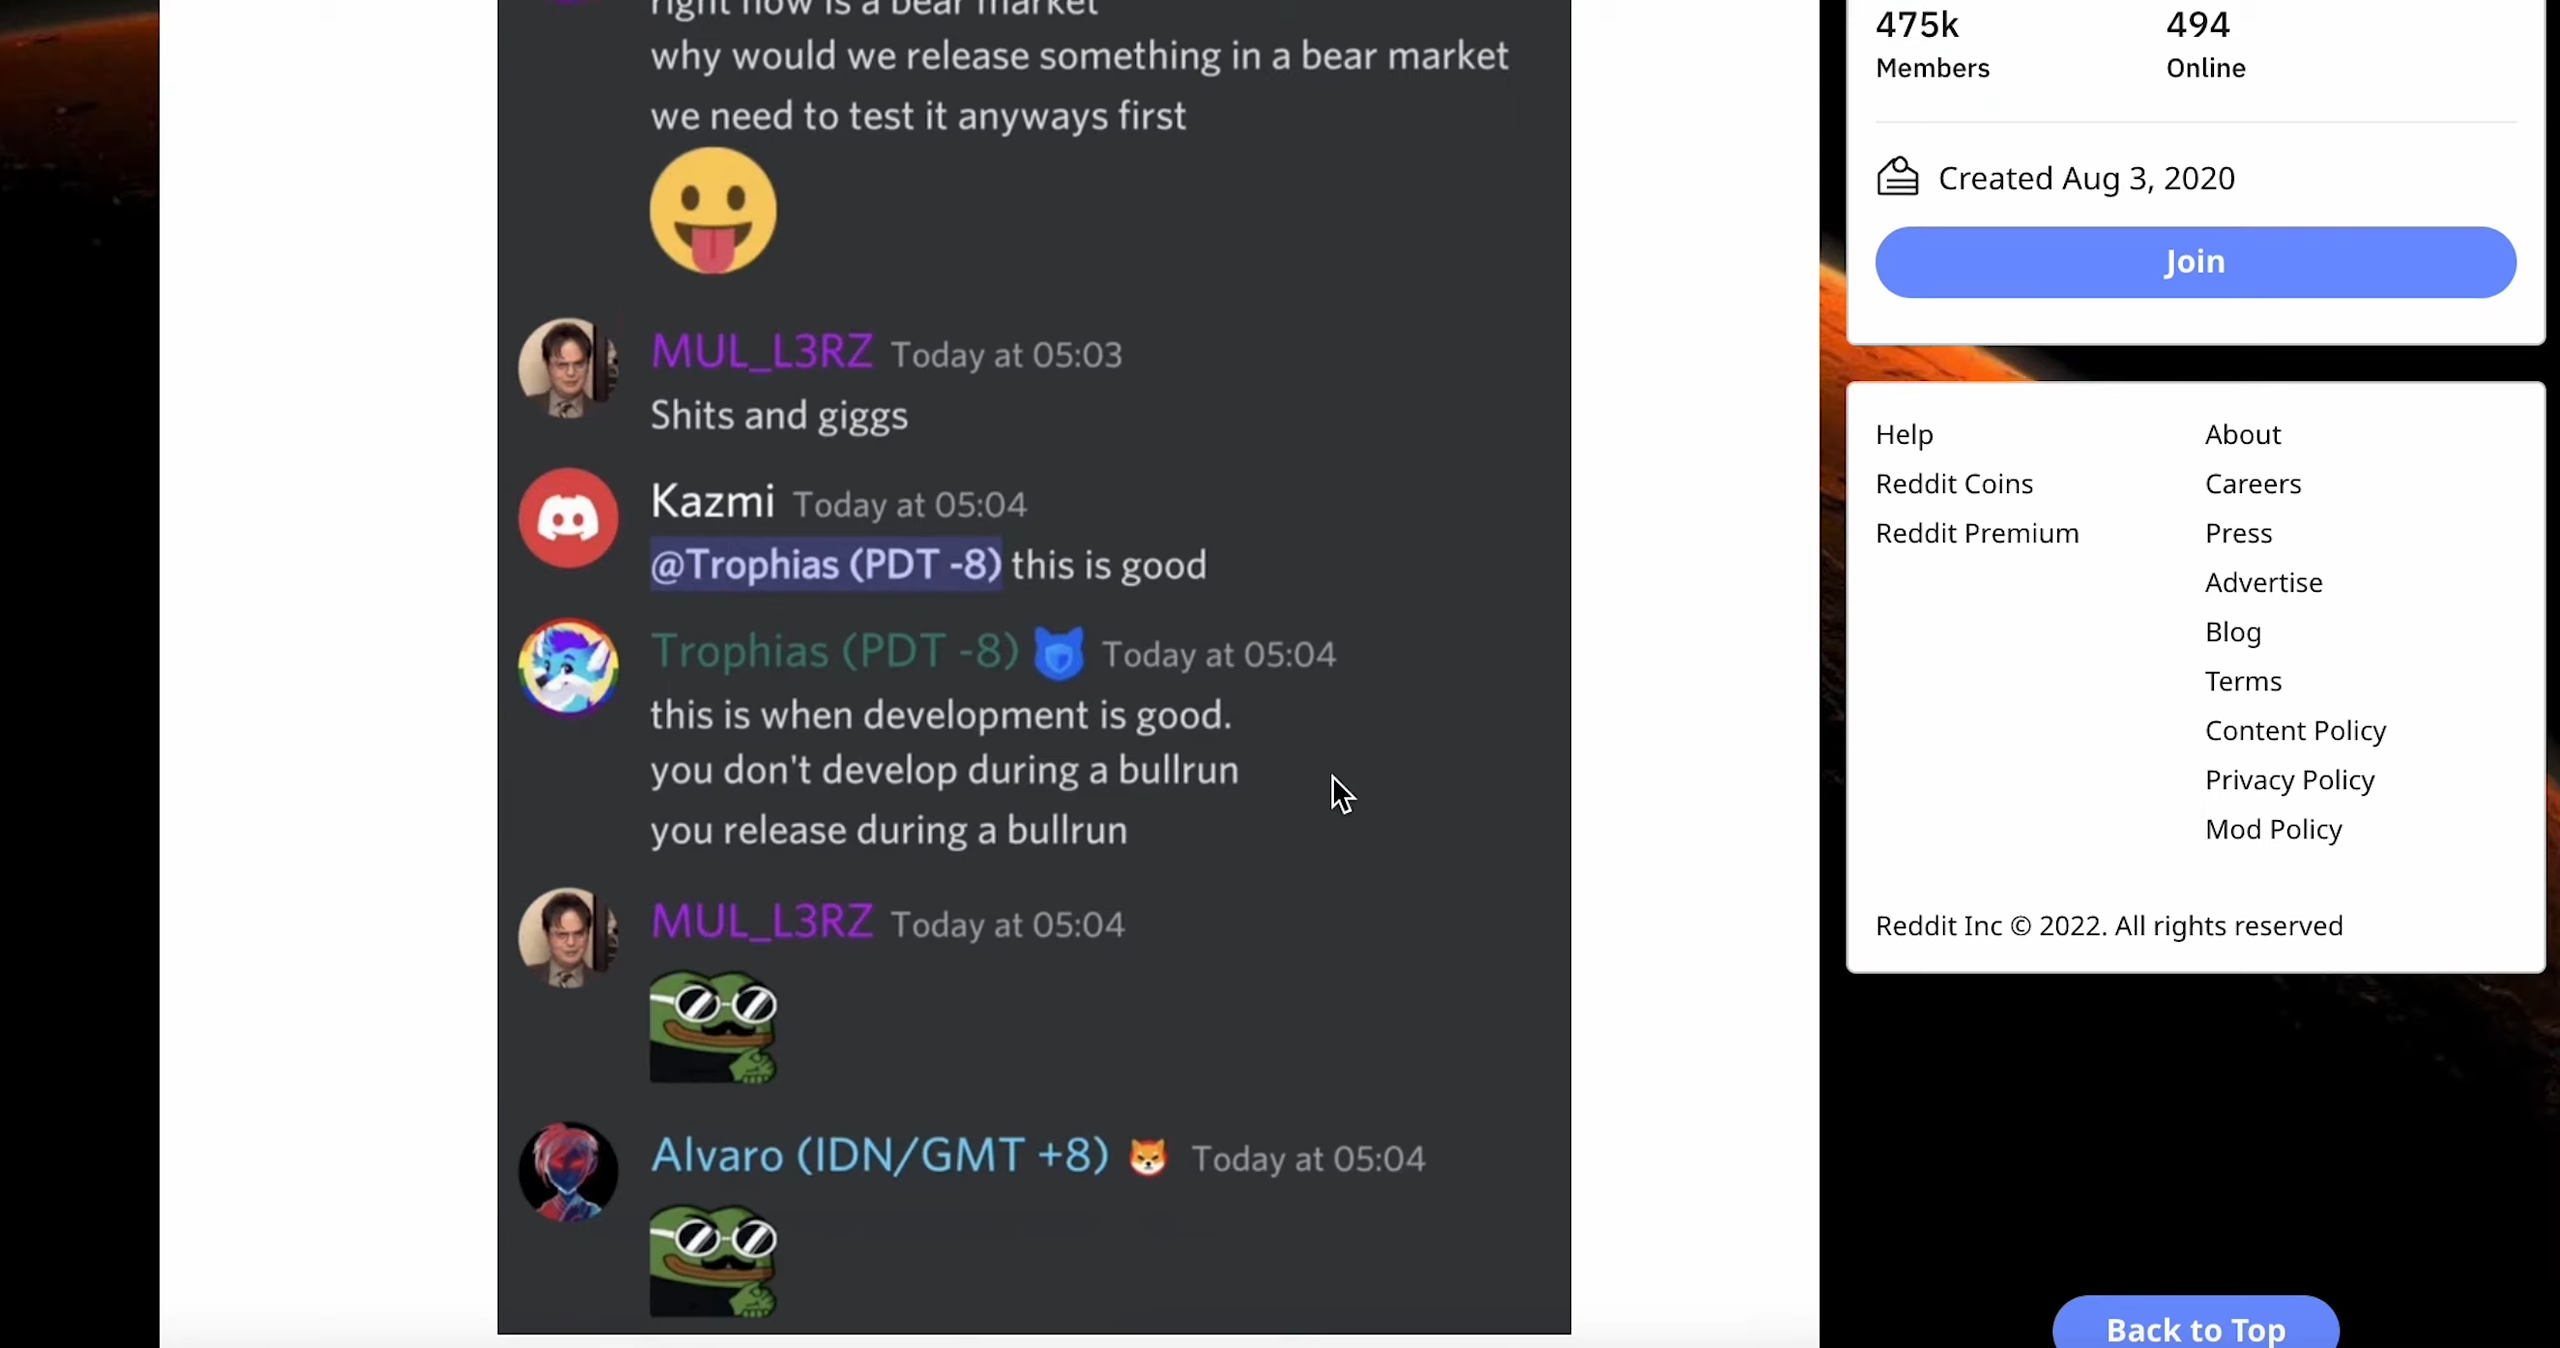 right now is a bear market
why would we release something in a bear market
we need to test it anyways first
MUL_L3RZ Today at 05:03
Shits and giggs
Kazmi Today at 05:04
@Trophias (PDT -8) this is good
Trophias (PDT -8) Today at 05:04
this is when development is good.
you don't develop during a bullrun
you release during a bullrun
MUL_L3RZ Today at 05:04
Alvaro (IDN/GMT +8) Today at 05:04
475k 494
Members Online
Created Aug 3, 2020
Join
Help About
Reddit Coins Careers
Reddit Premium Press
Advertise
Blog
Terms
Content Policy
Privacy Policy
Mod Policy
Reddit Inc © 2022. All rights reserved
Back to Top